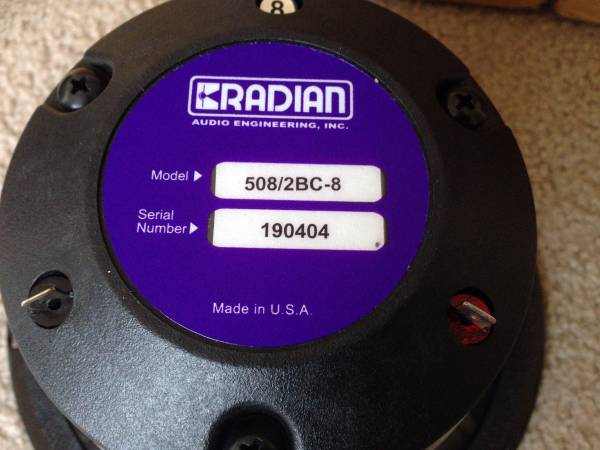 8
RADIAN
AUDIO ENGINEERING, INC.
Model 508/2BC-8
Serial
Number 190404
Made in U.S.A.